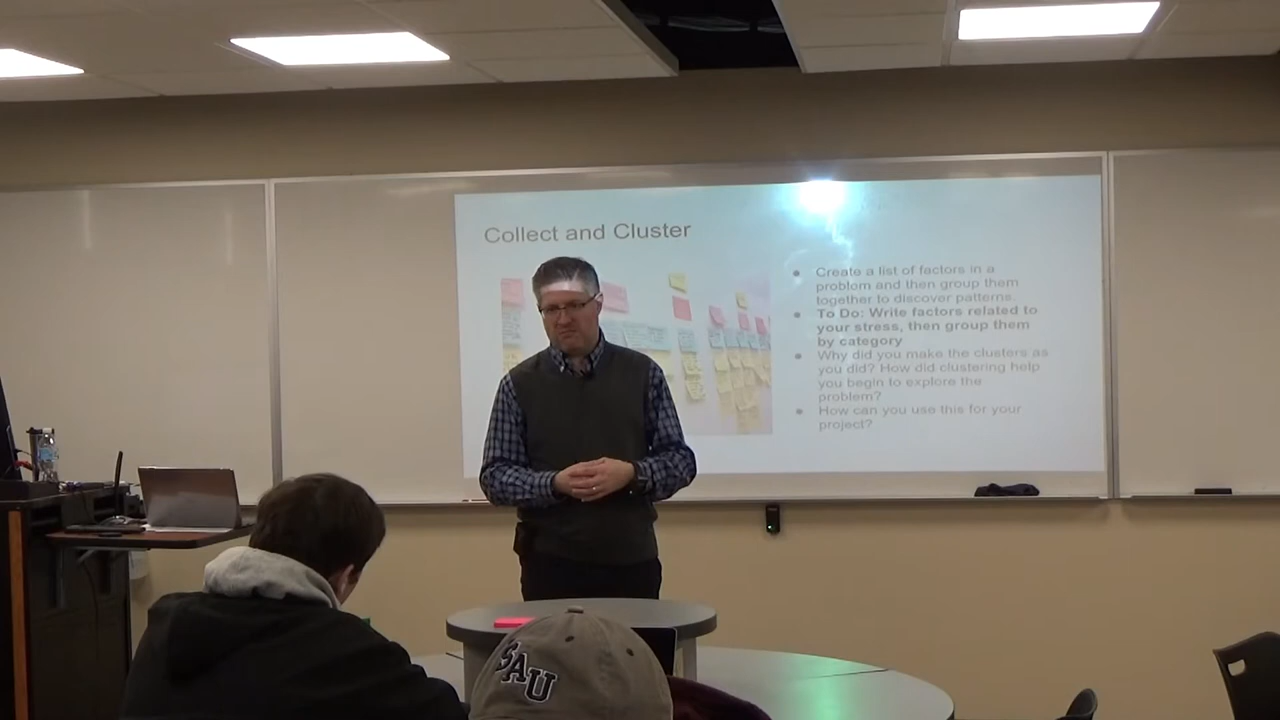 Collect and Cluster
Create a list of factors in a
problem and then group them
together to discover patterns.
To Do: Write factors related to
your stress, then group them
by category
Why did you make the clusters as
you did? How did clustering help
you begin to explore the
problem?
How can you use this for your
project?
SAU